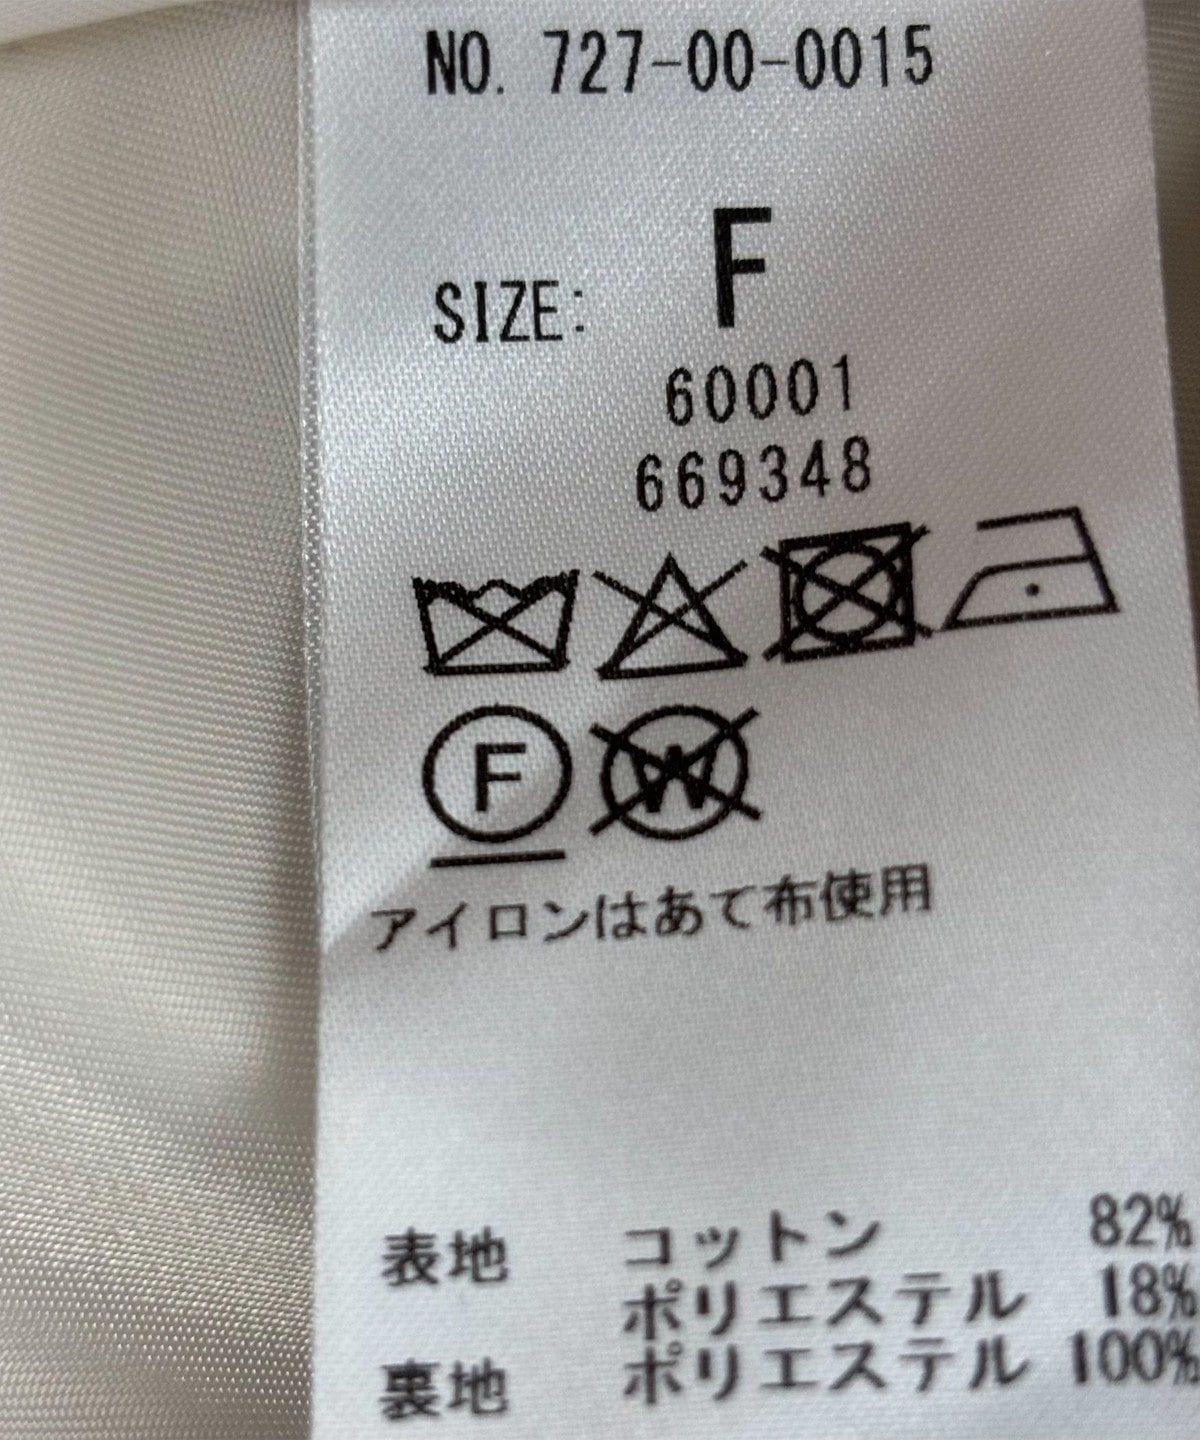 NO. 727-00-0015
SIZE: F
60001
669348
F W
アイロンはあて布使用
表地 コットン 82%
ポリエステル 18%
裏地 ポリエステル 100%